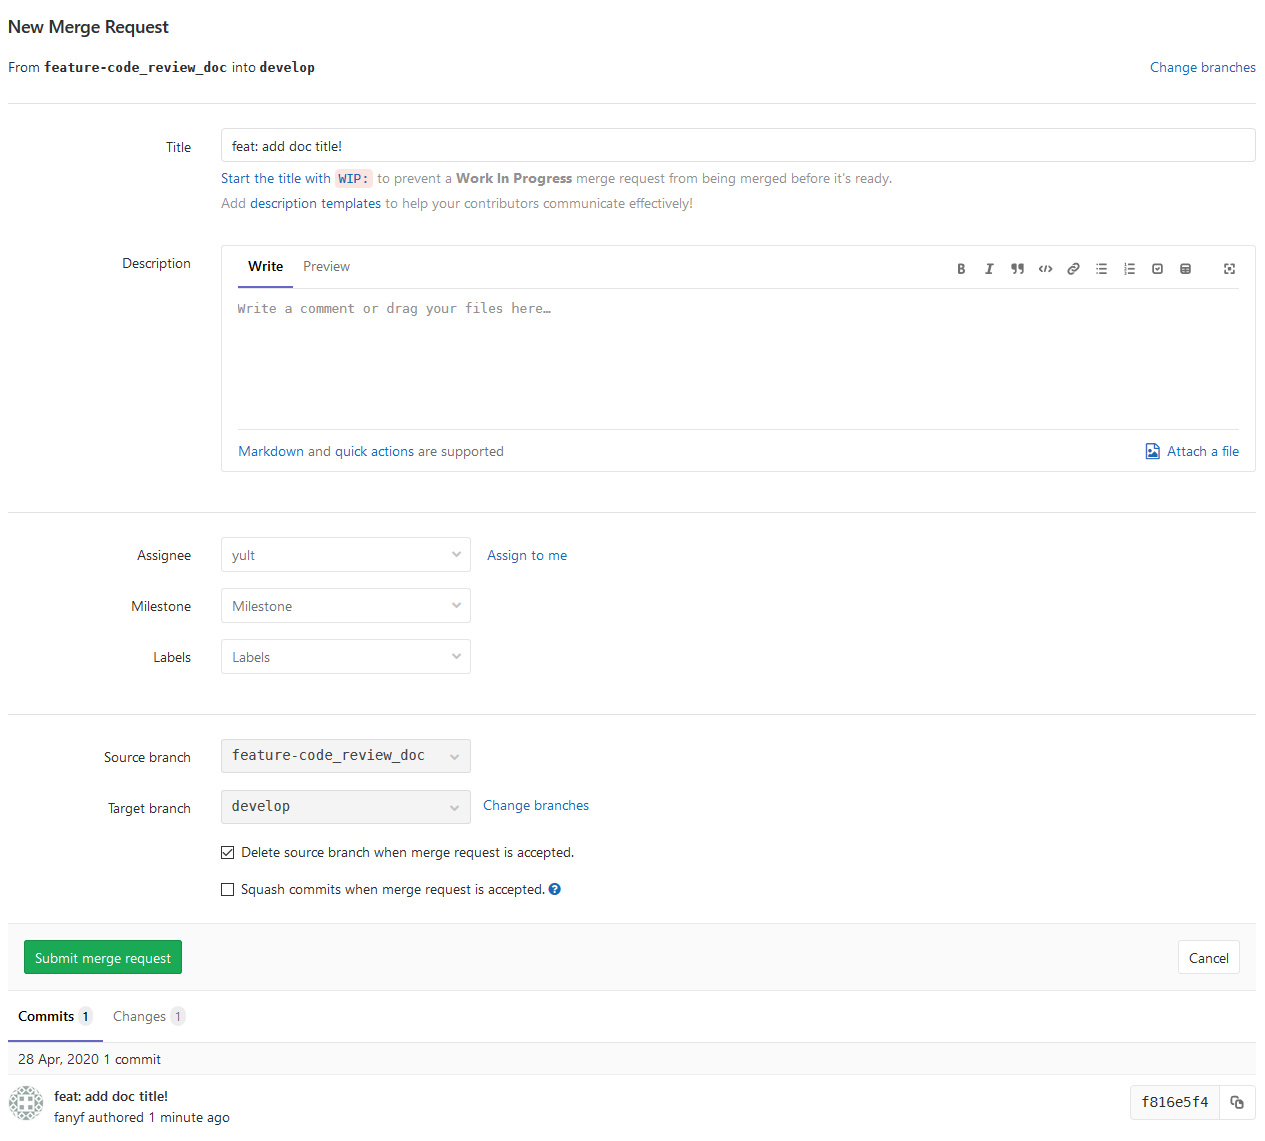 New Merge Request
From feature-code_review_doc into develop
Change branches
Title
feat: add doc title!
Start the title with WIP: to prevent a Work In Progress merge request from being merged before it's ready.
Add description templates to help your contributors communicate effectively!
Description
Write Preview
Write a comment or drag your files here…
Markdown and quick actions are supported
Attach a file
Assignee
yult
Assign to me
Milestone
Milestone
Labels
Labels
Source branch
feature-code_review_doc
Target branch
develop
Change branches
Delete source branch when merge request is accepted.
Squash commits when merge request is accepted.
Submit merge request
Cancel
Commits 1 Changes 1
28 Apr, 2020 1 commit
feat: add doc title!
fanyf authored 1 minute ago
f816e5f4